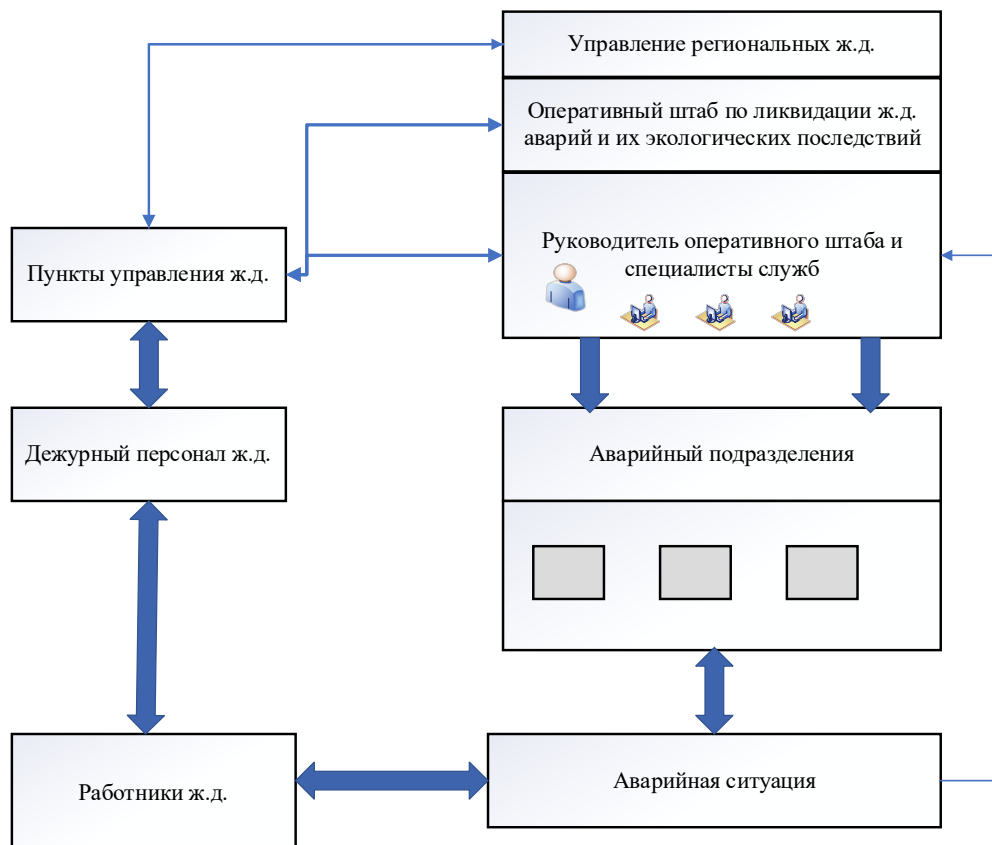 Управление региональных ж.д.
Оперативный штаб по ликвидации ж.д.
аварий и их экологических последствий
Руководитель оперативного штаба и
специалисты служб
Пункты управления ж.д.
Дежурный персонал ж.д.
Аварийный подразделения
Работники ж.д.
Аварийная ситуация